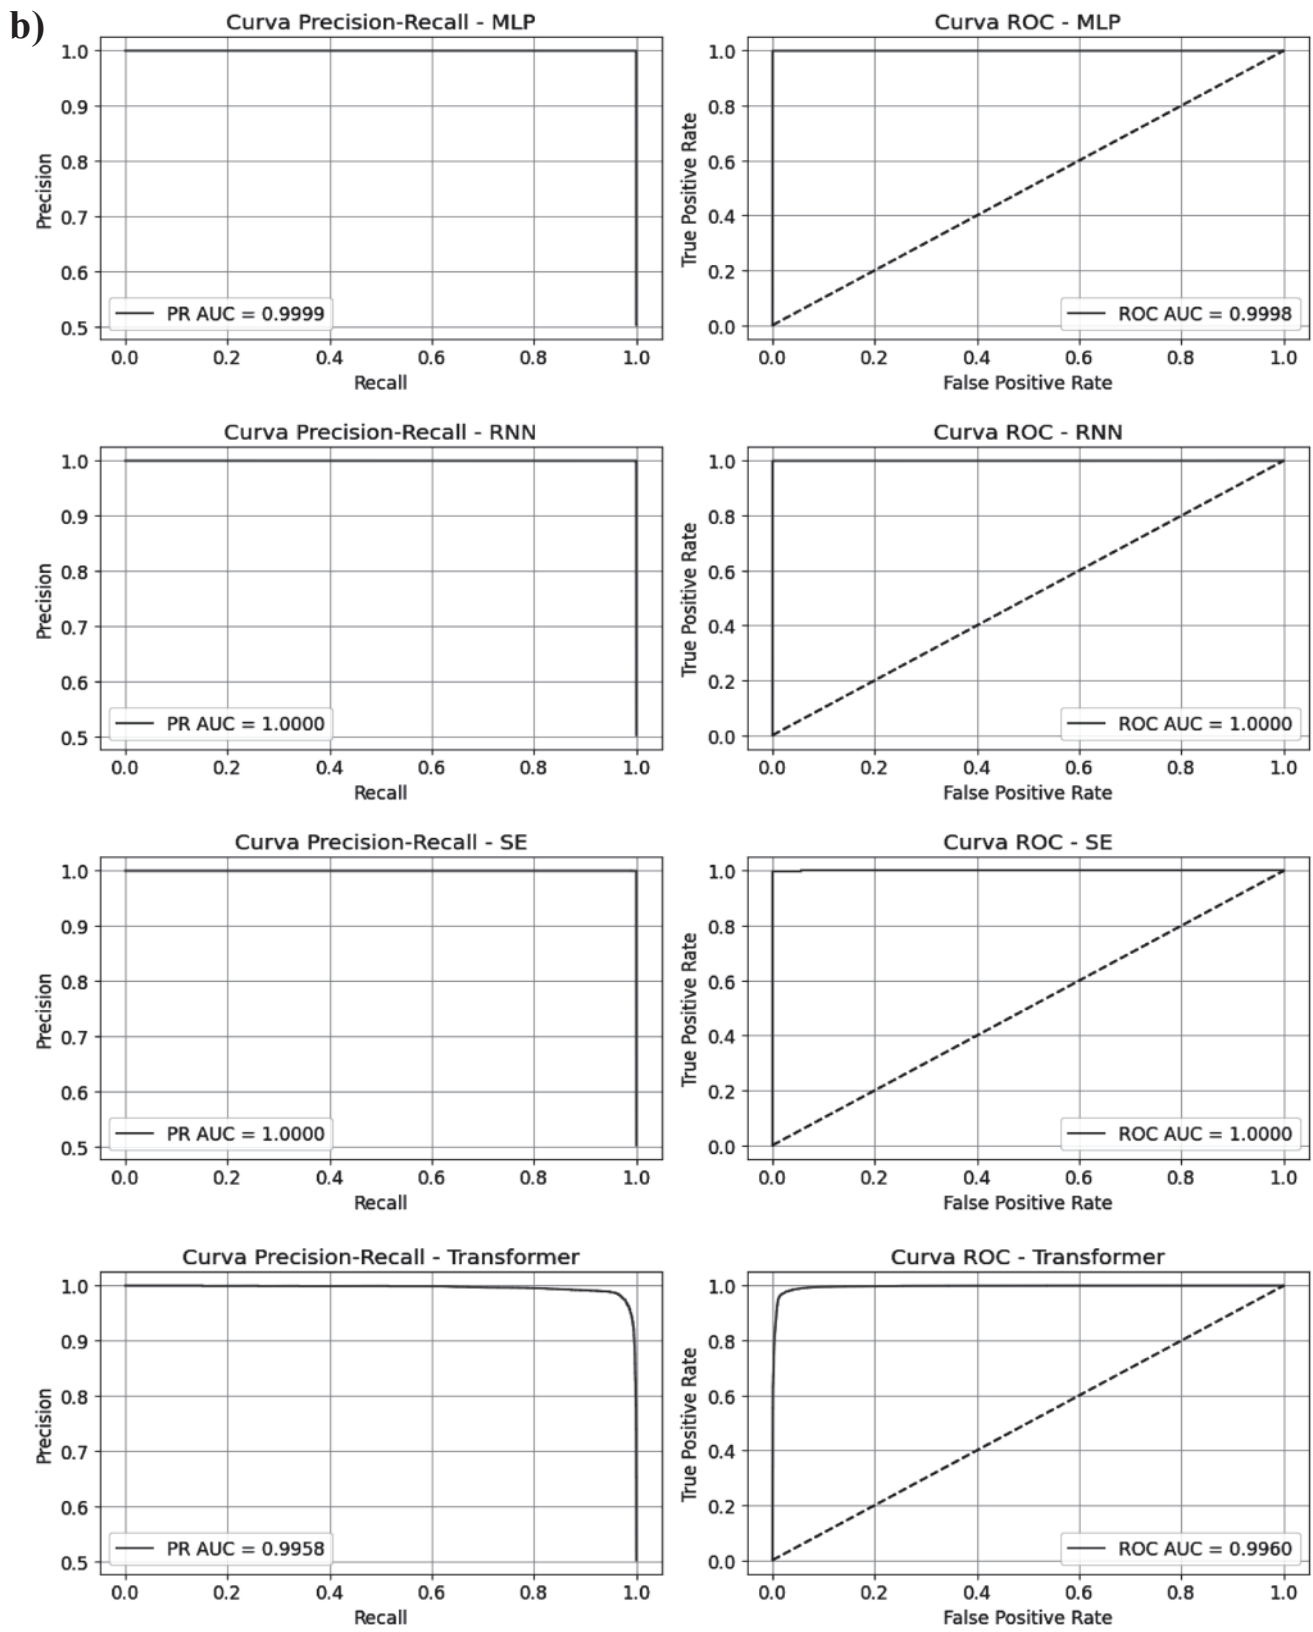 b)
Curva Precision-Recall - MLP
1.0
0.9
0.8
0.7
0.6
0.5
Precision
PR AUC = 0.9999
0.0 0.2 0.4 0.6 0.8 1.0
Recall
Curva ROC - MLP
1.0
0.8
0.6
0.4
0.2
0.0
True Positive Rate
ROC AUC = 0.9998
0.0 0.2 0.4 0.6 0.8 1.0
False Positive Rate
Curva Precision-Recall - RNN
1.0
0.9
0.8
0.7
0.6
0.5
Precision
PR AUC = 1.0000
0.0 0.2 0.4 0.6 0.8 1.0
Recall
Curva ROC - RNN
1.0
0.8
0.6
0.4
0.2
0.0
True Positive Rate
ROC AUC = 1.0000
0.0 0.2 0.4 0.6 0.8 1.0
False Positive Rate
Curva Precision-Recall - SE
1.0
0.9
0.8
0.7
0.6
0.5
Precision
PR AUC = 1.0000
0.0 0.2 0.4 0.6 0.8 1.0
Recall
Curva ROC - SE
1.0
0.8
0.6
0.4
0.2
0.0
True Positive Rate
ROC AUC = 1.0000
0.0 0.2 0.4 0.6 0.8 1.0
False Positive Rate
Curva Precision-Recall - Transformer
1.0
0.9
0.8
0.7
0.6
0.5
Precision
PR AUC = 0.9958
0.0 0.2 0.4 0.6 0.8 1.0
Recall
Curva ROC - Transformer
1.0
0.8
0.6
0.4
0.2
0.0
True Positive Rate
ROC AUC = 0.9960
0.0 0.2 0.4 0.6 0.8 1.0
False Positive Rate